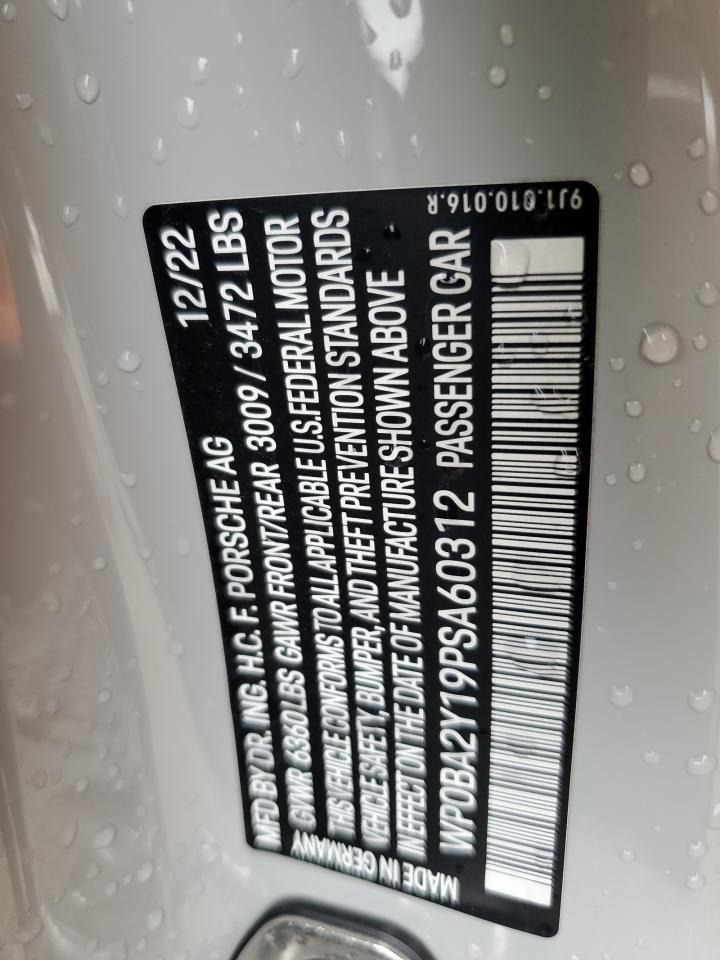 MFD BY DR. ING. H.C. F. PORSCHE AG 12/22
GVWR 6360 LBS GAWR FRONT/REAR 3009 / 3472 LBS
THIS VEHICLE CONFORMS TO ALL APPLICABLE U.S. FEDERAL MOTOR
VEHICLE SAFETY, BUMPER, AND THEFT PREVENTION STANDARDS
IN EFFECT ON THE DATE OF MANUFACTURE SHOWN ABOVE
WP0BA2Y19PSA60312 PASSENGER CAR
MADE IN GERMANY
9J1.010.016.R